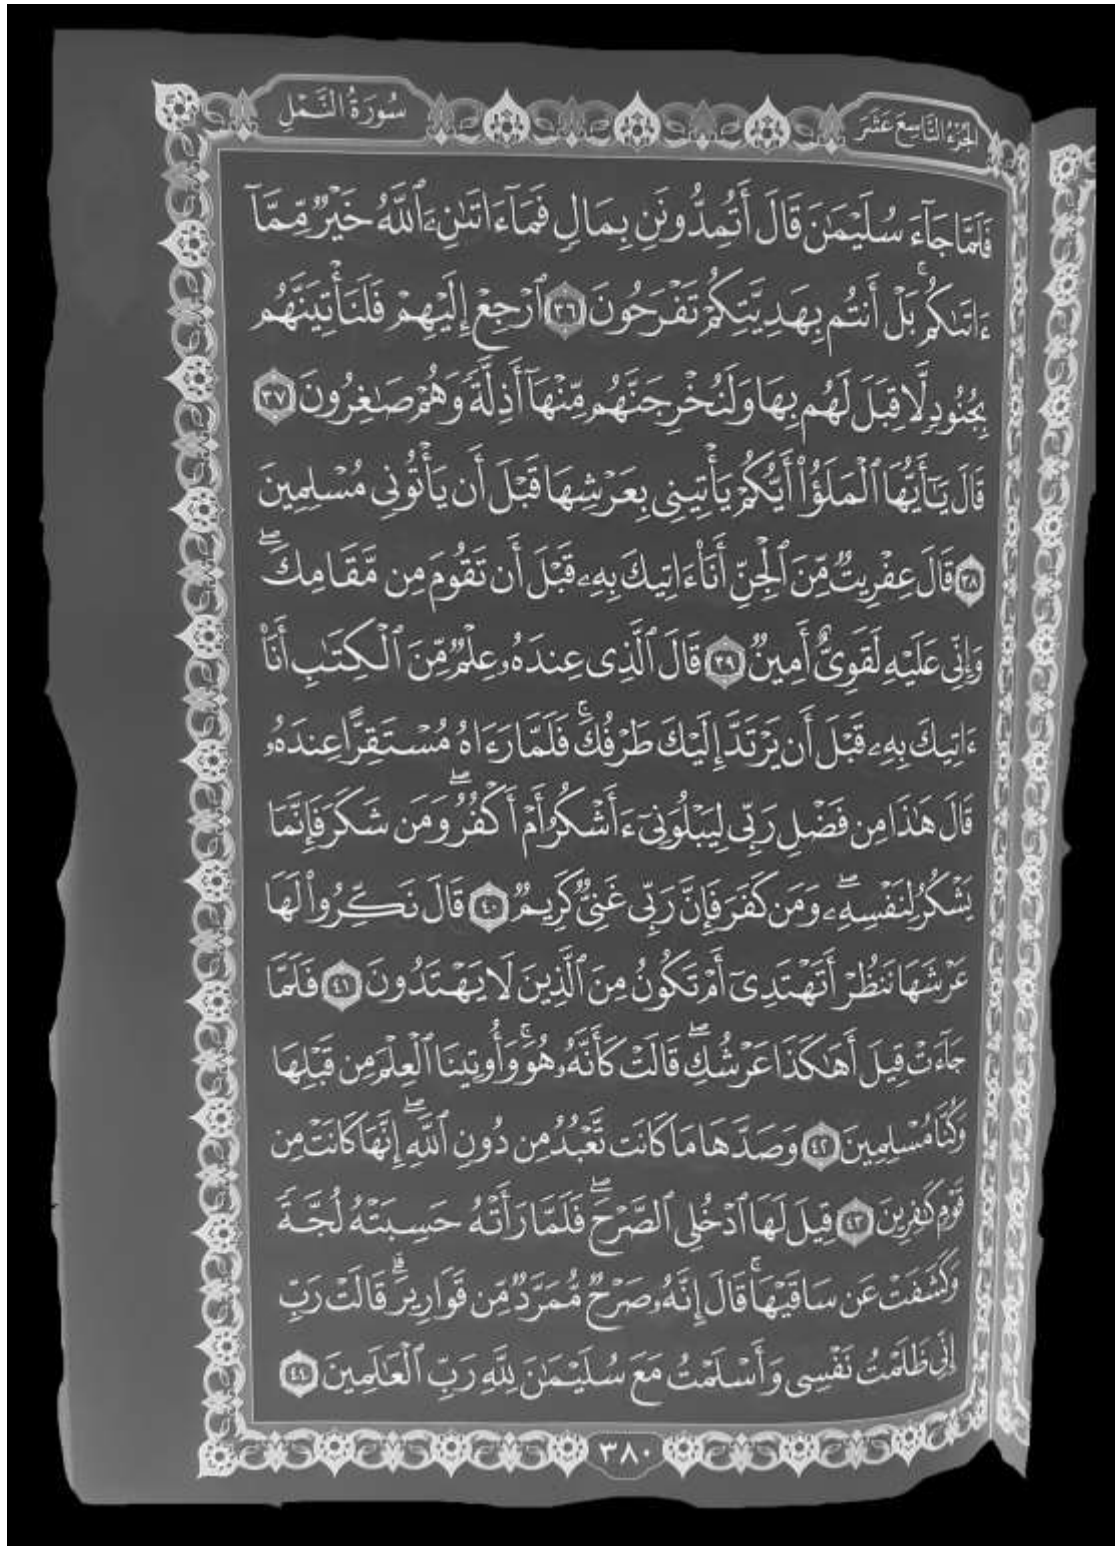 الجزء التاسع عشر
سورة النمل
فَلَمَّا جَآءَ سُلَيْمَٰنَ قَالَ أَتُمِدُّونَنِ بِمَالٖ فَمَآ ءَاتَىٰنِۦَ ٱللَّهُ خَيْرٞ مِّمَّآ
ءَاتَىٰكُمۚ بَلْ أَنتُم بِهَدِيَّتِكُمْ تَفْرَحُونَ ٣٦ ٱرْجِعْ إِلَيْهِمْ فَلَنَأْتِيَنَّهُم
بِجُنُودٖ لَّا قِبَلَ لَهُم بِهَا وَلَنُخْرِجَنَّهُم مِّنْهَآ أَذِلَّةٗ وَهُمْ صَٰغِرُونَ ٣٧
قَالَ يَٰٓأَيُّهَا ٱلْمَلَؤُا۟ أَيُّكُمْ يَأْتِينِى بِعَرْشِهَا قَبْلَ أَن يَأْتُونِى مُسْلِمِينَ
٣٨ قَالَ عِفْرِيتٞ مِّنَ ٱلْجِنِّ أَنَا۠ ءَاتِيكَ بِهِۦ قَبْلَ أَن تَقُومَ مِن مَّقَامِكَۖ
وَإِنِّى عَلَيْهِ لَقَوِىٌّ أَمِينٞ ٣٩ قَالَ ٱلَّذِى عِندَهُۥ عِلْمٞ مِّنَ ٱلْكِتَٰبِ أَنَا۠
ءَاتِيكَ بِهِۦ قَبْلَ أَن يَرْتَدَّ إِلَيْكَ طَرْفُكَۚ فَلَمَّا رَءَاهُ مُسْتَقِرًّا عِندَهُۥ
قَالَ هَٰذَا مِن فَضْلِ رَبِّى لِيَبْلُوَنِىٓ ءَأَشْكُرُ أَمْ أَكْفُرُۖ وَمَن شَكَرَ فَإِنَّمَا
يَشْكُرُ لِنَفْسِهِۦۖ وَمَن كَفَرَ فَإِنَّ رَبِّى غَنِىّٞ كَرِيمٞ ٤٠ قَالَ نَكِّرُوا۟ لَهَا
عَرْشَهَا نَنظُرْ أَتَهْتَدِىٓ أَمْ تَكُونُ مِنَ ٱلَّذِينَ لَا يَهْتَدُونَ ٤١ فَلَمَّا
جَآءَتْ قِيلَ أَهَٰكَذَا عَرْشُكِۖ قَالَتْ كَأَنَّهُۥ هُوَۚ وَأُوتِينَا ٱلْعِلْمَ مِن قَبْلِهَا
وَكُنَّا مُسْلِمِينَ ٤٢ وَصَدَّهَا مَا كَانَت تَّعْبُدُ مِن دُونِ ٱللَّهِۖ إِنَّهَا كَانَتْ مِن
قَوْمٖ كَٰفِرِينَ ٤٣ قِيلَ لَهَا ٱدْخُلِى ٱلصَّرْحَۖ فَلَمَّا رَأَتْهُ حَسِبَتْهُ لُجَّةٗ
وَكَشَفَتْ عَن سَاقَيْهَاۚ قَالَ إِنَّهُۥ صَرْحٞ مُّمَرَّدٞ مِّن قَوَارِيرَۗ قَالَتْ رَبِّ
إِنِّى ظَلَمْتُ نَفْسِى وَأَسْلَمْتُ مَعَ سُلَيْمَٰنَ لِلَّهِ رَبِّ ٱلْعَٰلَمِينَ ٤٤
٣٨٠